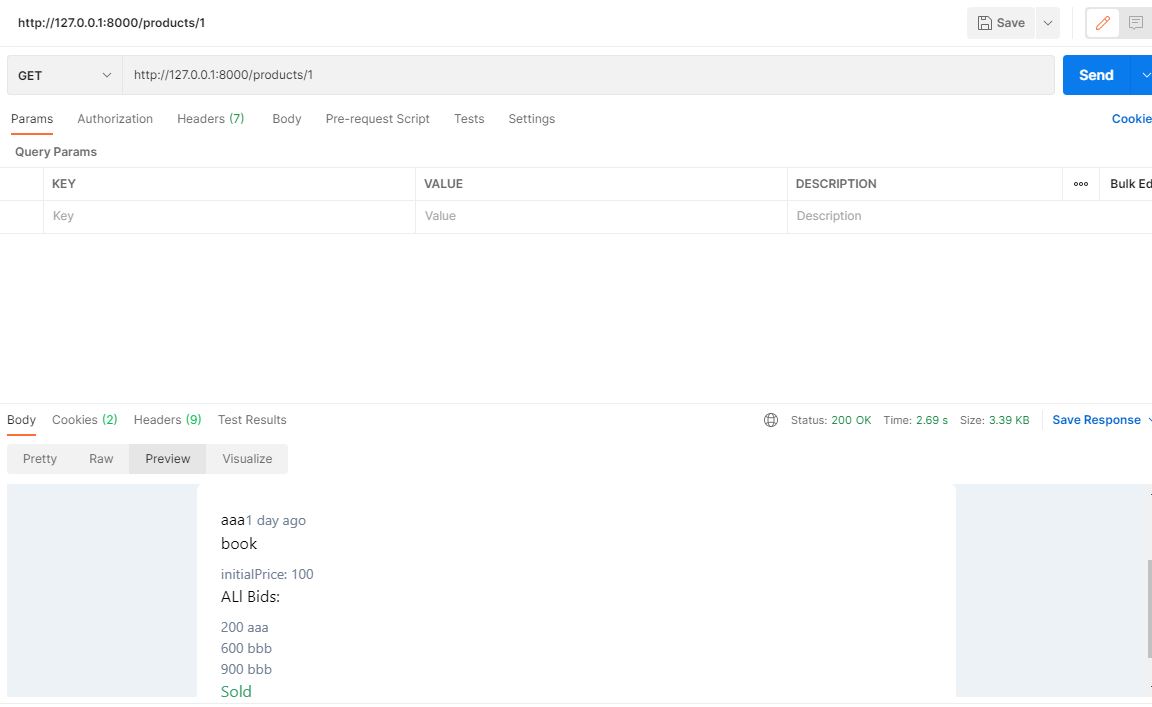 http://127.0.0.1:8000/products/1
Save
GET
http://127.0.0.1:8000/products/1
Send
Params Authorization Headers (7) Body Pre-request Script Tests Settings Cookie
Query Params
KEY VALUE DESCRIPTION Bulk Ed
Key Value Description
Body Cookies (2) Headers (9) Test Results Status: 200 OK Time: 2.69 s Size: 3.39 KB Save Response
Pretty Raw Preview Visualize
aaa1 day ago
book
initialPrice: 100
ALl Bids:
200 aaa
600 bbb
900 bbb
Sold